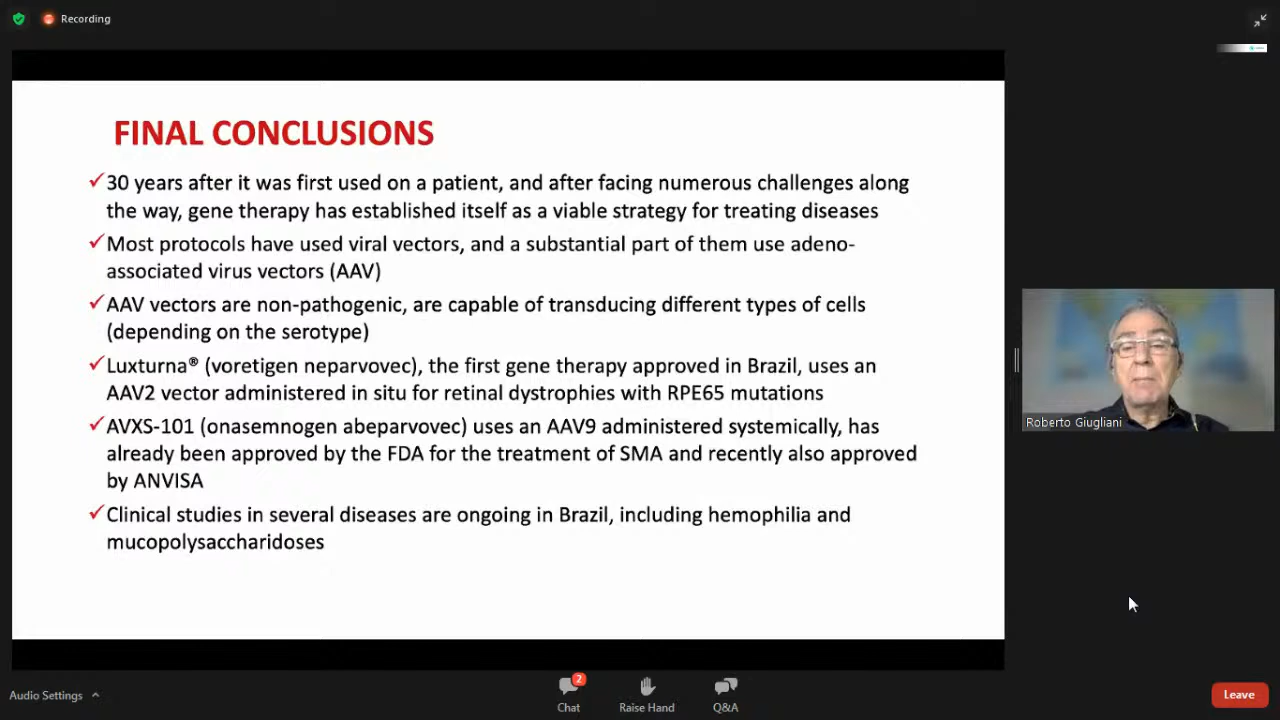 Recording
FINAL CONCLUSIONS
✓30 years after it was first used on a patient, and after facing numerous challenges along
the way, gene therapy has established itself as a viable strategy for treating diseases
✓Most protocols have used viral vectors, and a substantial part of them use adeno-
associated virus vectors (AAV)
✓AAV vectors are non-pathogenic, are capable of transducing different types of cells
(depending on the serotype)
✓Luxturna® (voretigen neparvovec), the first gene therapy approved in Brazil, uses an
AAV2 vector administered in situ for retinal dystrophies with RPE65 mutations
✓AVXS-101 (onasemnogen abeparvovec) uses an AAV9 administered systemically, has
already been approved by the FDA for the treatment of SMA and recently also approved
by ANVISA
✓Clinical studies in several diseases are ongoing in Brazil, including hemophilia and
mucopolysaccharidoses
Roberto Giugliani
Audio Settings
2
Chat
Raise Hand
Q&A
Leave